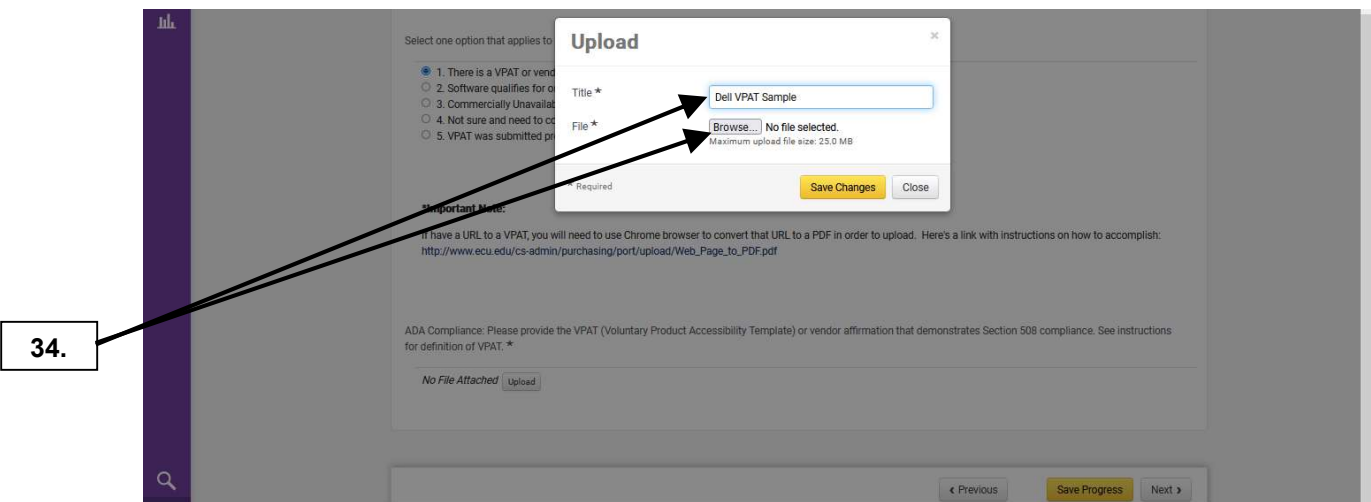 Select one option that applies to
1. There is a VPAT or vend
2. Software qualifies for o
3. Commercially Unavailab
4. Not sure and need to co
5. VPAT was submitted pr
Upload
×
Title ★
Dell VPAT Sample
File ★
Browse... No file selected.
Maximum upload file size: 25.0 MB
★ Required
Save Changes
Close
*Important Note:
If have a URL to a VPAT, you will need to use Chrome browser to convert that URL to a PDF in order to upload. Here's a link with instructions on how to accomplish:
http://www.ecu.edu/cs-admin/purchasing/port/upload/Web_Page_to_PDF.pdf
34.
ADA Compliance: Please provide the VPAT (Voluntary Product Accessibility Template) or vendor affirmation that demonstrates Section 508 compliance. See instructions
for definition of VPAT. ★
No File Attached Upload
‹ Previous
Save Progress
Next ›